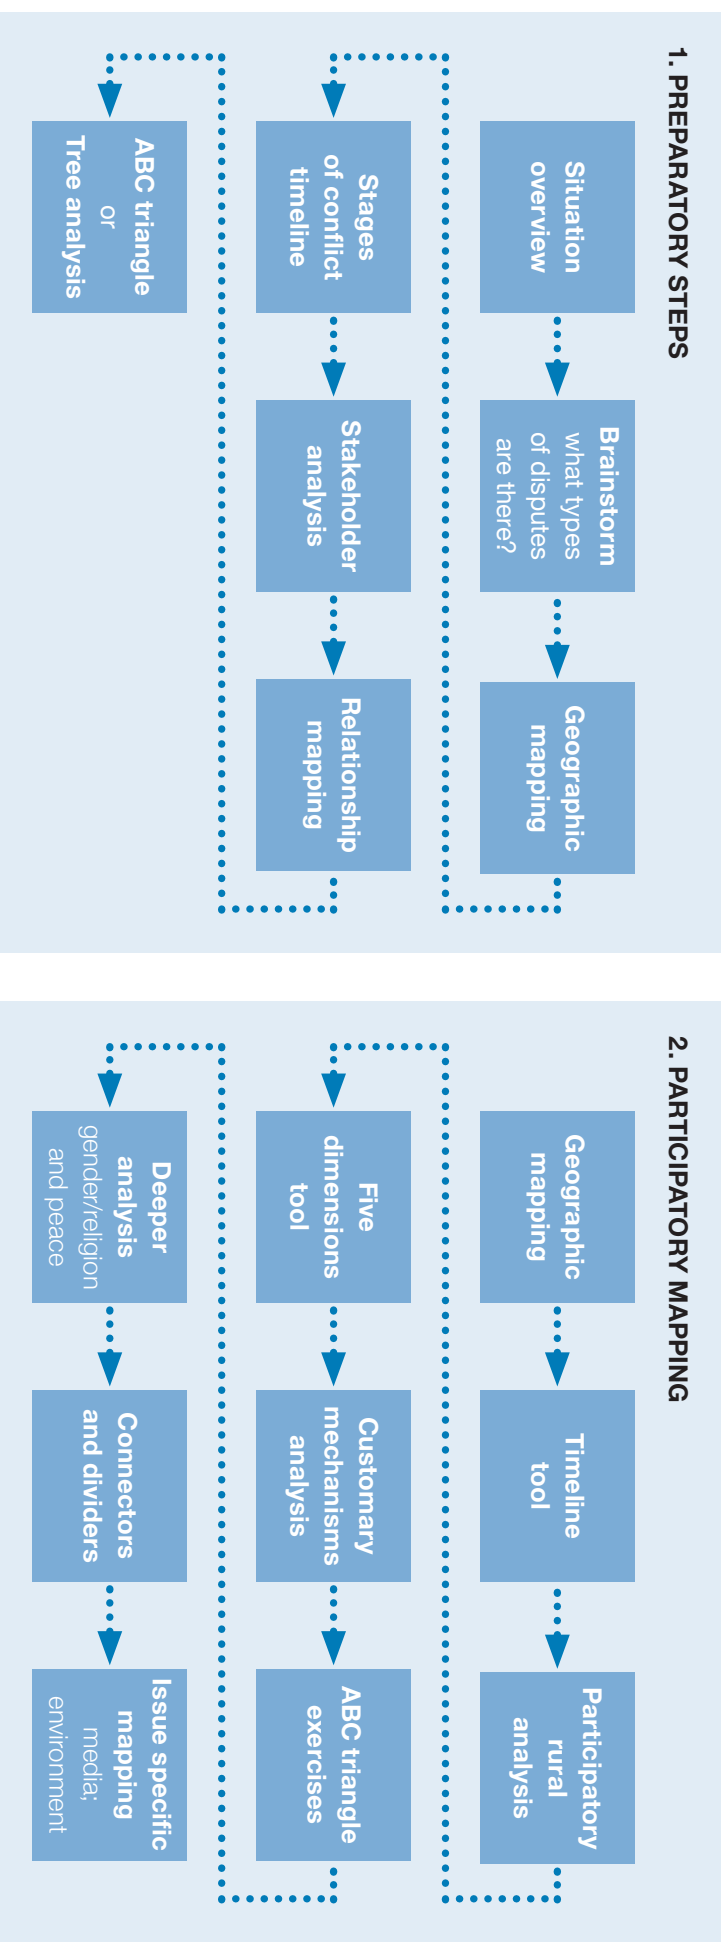 1. PREPARATORY STEPS
Situation
overview
Brainstorm
what types
of disputes
are there?
Geographic
mapping
Stages
of conflict
timeline
Stakeholder
analysis
Relationship
mapping
ABC triangle
or
Tree analysis
2. PARTICIPATORY MAPPING
Geographic
mapping
Timeline
tool
Participatory
rural
analysis
Five
dimensions
tool
Customary
mechanisms
analysis
ABC triangle
exercises
Deeper
analysis
gender/religion
and peace
Connectors
and dividers
Issue specific
mapping
media;
environment